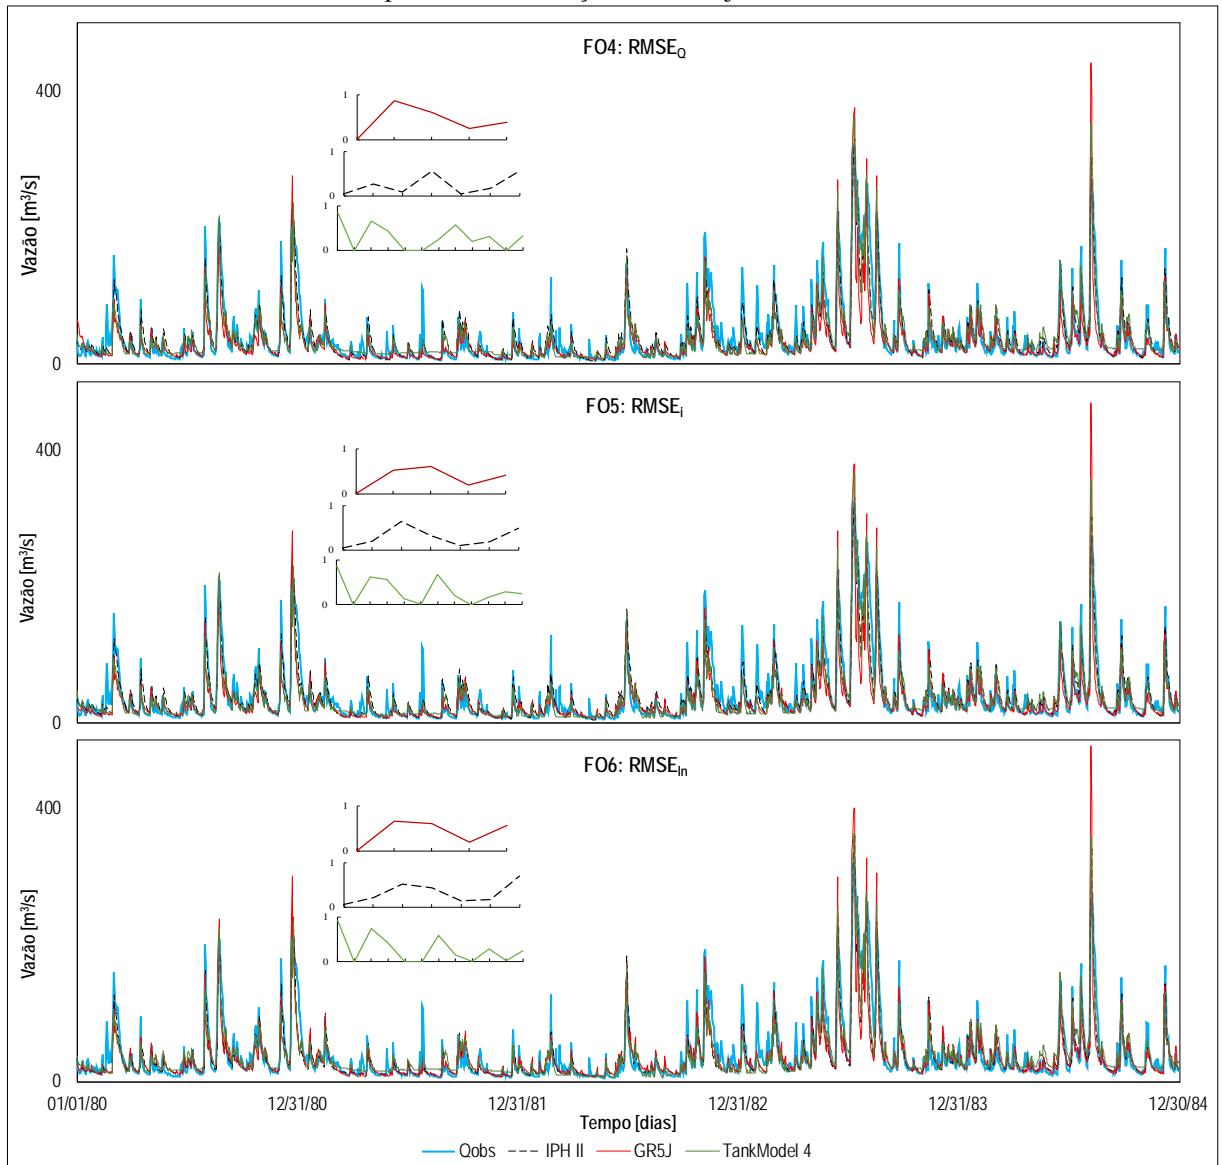 FO4: RMSEQ
400
Vazão [m³/s]
0
1
0
1
0
1
0
FO5: RMSEi
400
Vazão [m³/s]
0
1
0
1
0
1
0
FO6: RMSEln
400
Vazão [m³/s]
0
1
0
1
0
1
0
01/01/80 12/31/80 12/31/81 12/31/82 12/31/83 12/30/84
Tempo [dias]
Qobs IPH II GR5J TankModel 4